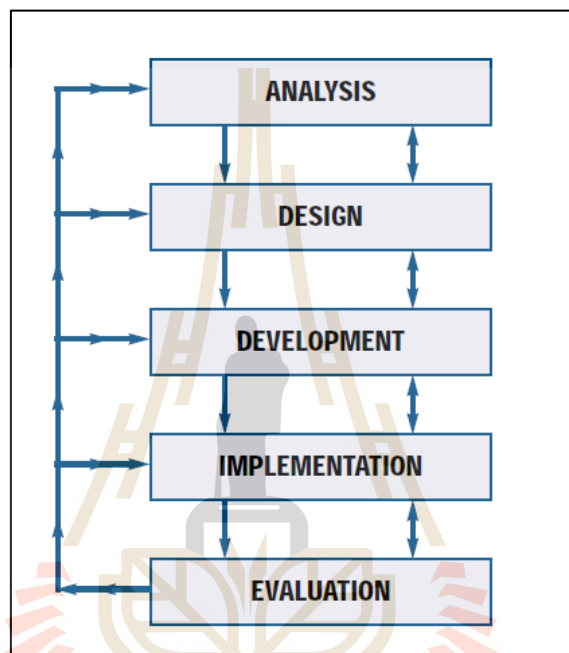 ANALYSIS
DESIGN
DEVELOPMENT
IMPLEMENTATION
EVALUATION